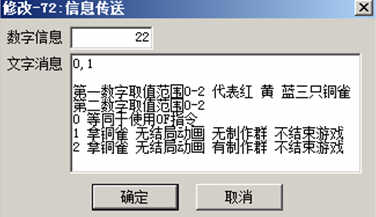 修改-72:信息传送
数字信息 22
文字消息 0,1
第一数字取值范围0-2 代表红 黄 蓝三只铜雀
第二数字取值范围0-2
0 等同于使用0F指令
1 拿铜雀 无结局动画 无制作群 不结束游戏
2 拿铜雀 无结局动画 有制作群 不结束游戏
确定 取消